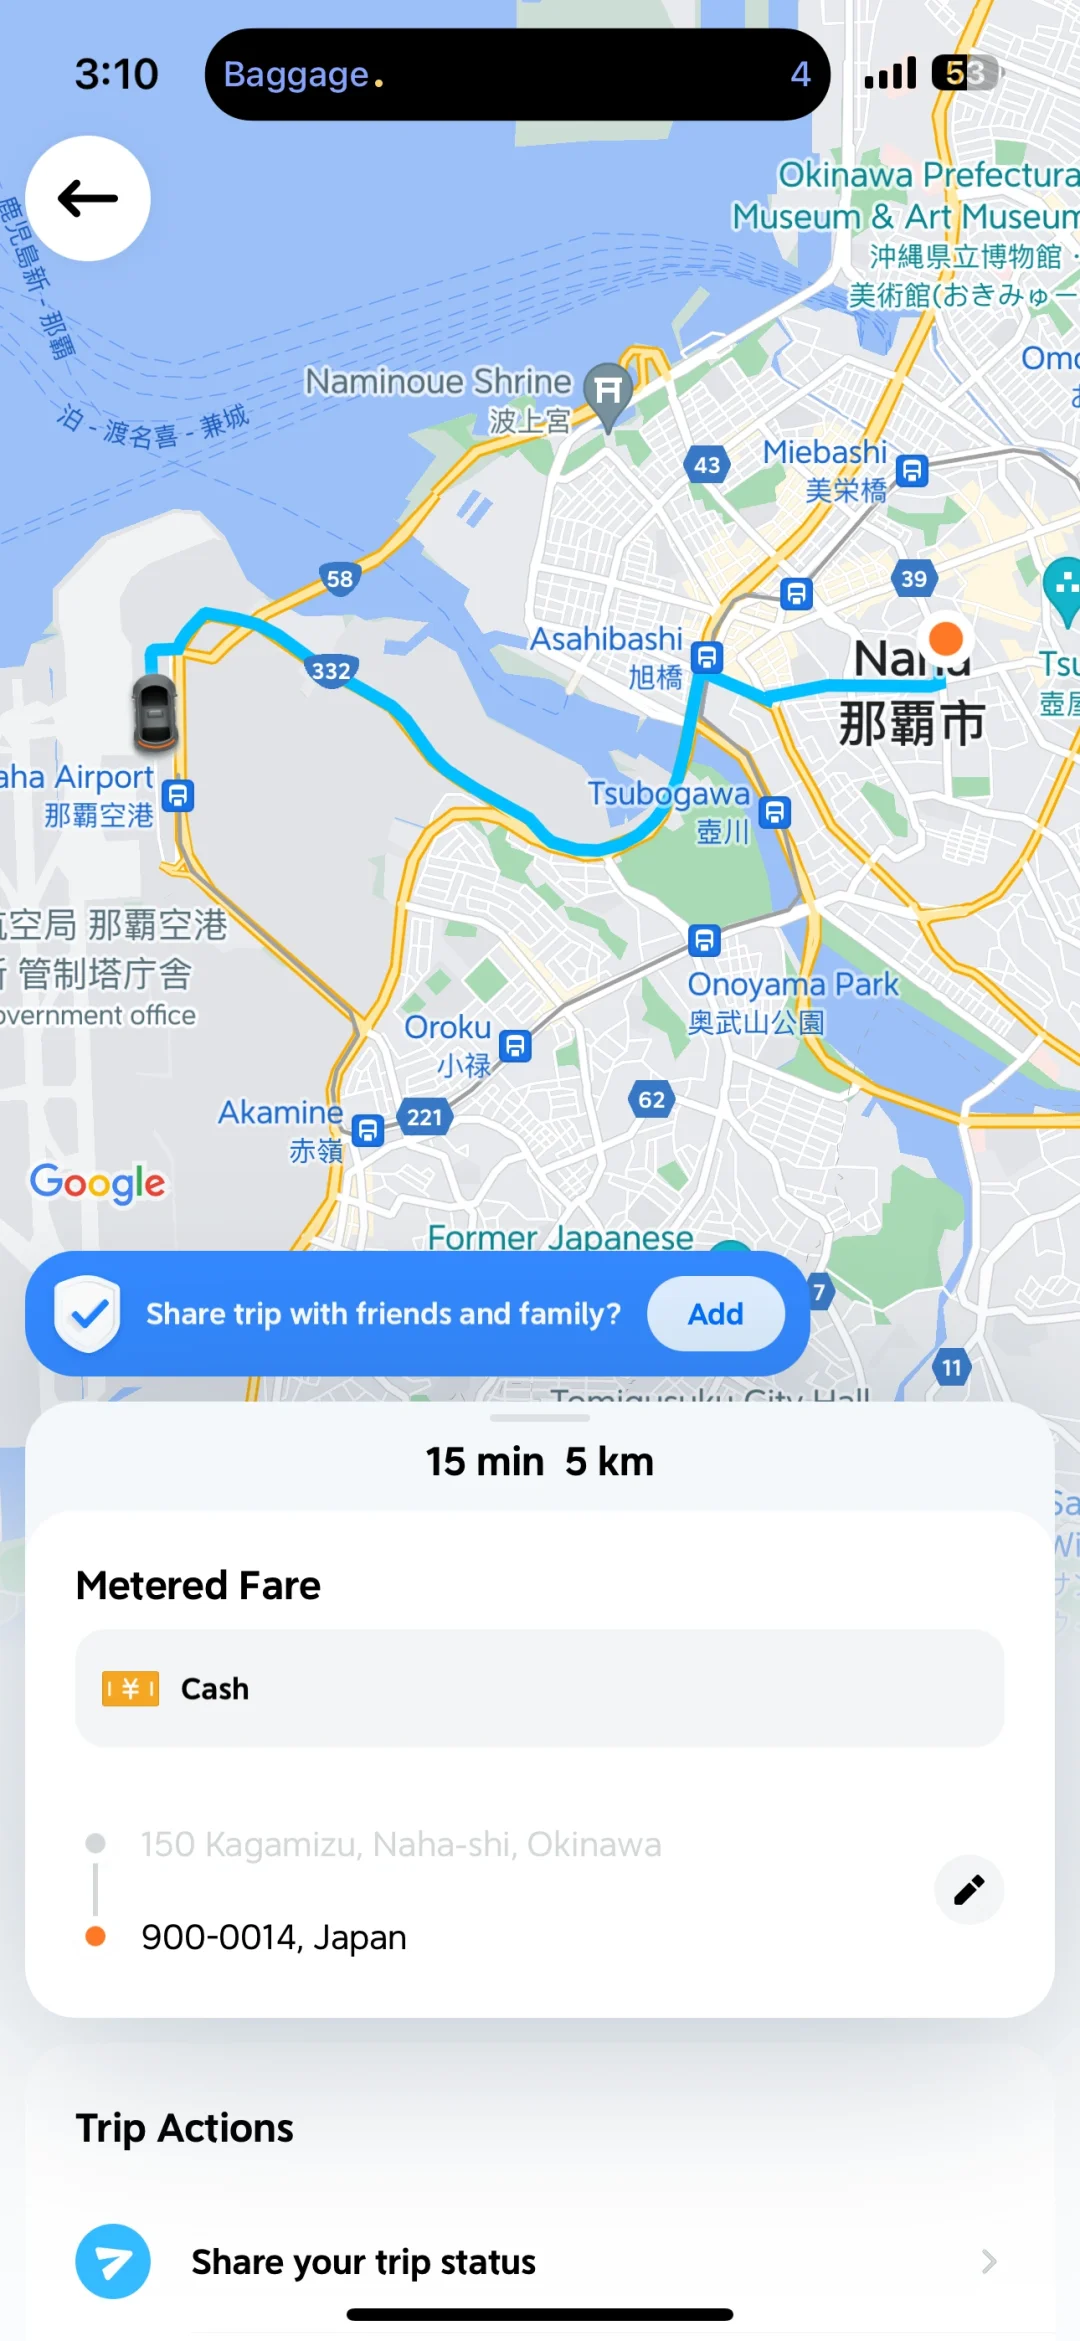 3:10
Baggage.
4
53
Okinawa Prefectura
Museum & Art Museum
沖縄県立博物館・
美術館(おきみゅー
鹿児島新 - 那覇
泊 - 渡名喜 - 兼城
Naminoue Shrine
波上宮
43
Miebashi
美栄橋
58
39
332
Asahibashi
旭橋
Naha
那覇市
aha Airport
那覇空港
Tsubogawa
壺川
空局 那覇空港
管制塔庁舎
overnment office
Onoyama Park
奥武山公園
Oroku
小禄
62
Akamine
赤嶺
221
Google
Former Japanese
7
Share trip with friends and family?
Add
11
Tomigusuku City Hall
15 min 5 km
Metered Fare
¥
Cash
150 Kagamizu, Naha-shi, Okinawa
900-0014, Japan
Trip Actions
Share your trip status